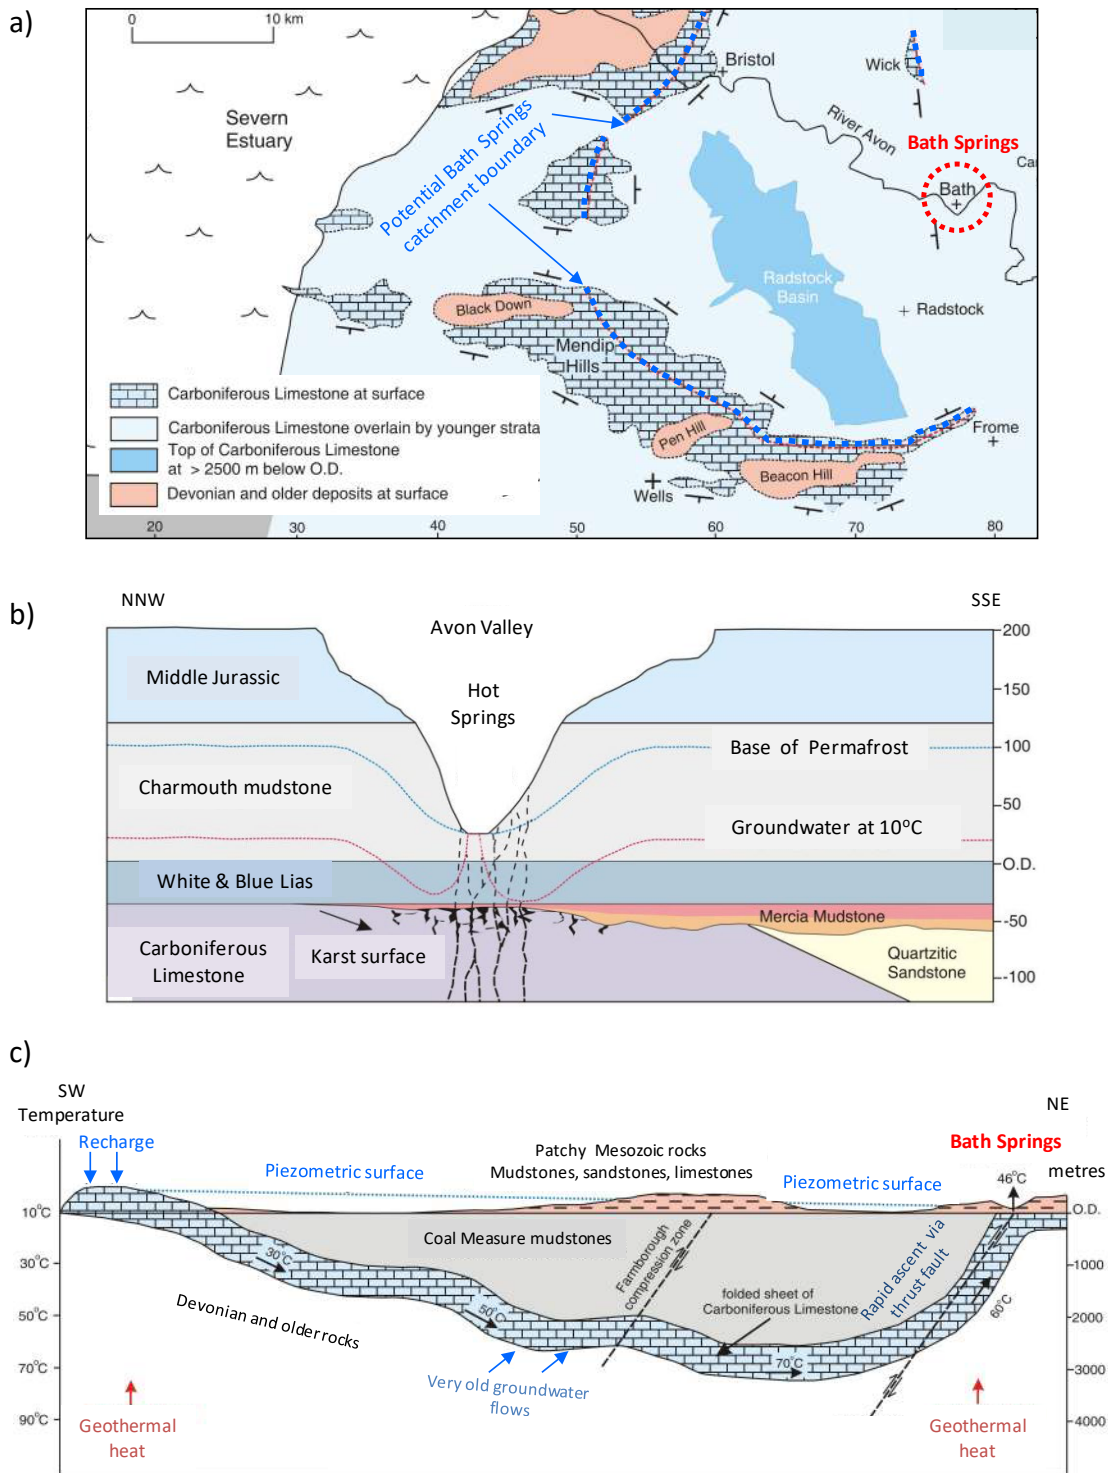 a)
0 10 km
Severn
Estuary
Bristol
Wick
River Avon
Bath Springs
Bath
Potential Bath Springs
catchment boundary
Radstock
Basin
Radstock
Black Down
Mendip
Hills
Pen Hill
Beacon Hill
Frome
Wells
Carboniferous Limestone at surface
Carboniferous Limestone overlain by younger strata
Top of Carboniferous Limestone
at > 2500 m below O.D.
Devonian and older deposits at surface
20 30 40 50 60 70 80
b)
NNW
SSE
Avon Valley
Hot
Springs
Middle Jurassic
Base of Permafrost
Charmouth mudstone
Groundwater at 10°C
White & Blue Lias
Mercia Mudstone
Carboniferous
Limestone
Karst surface
Quartzitic
Sandstone
200
150
100
50
O.D.
-50
-100
c)
SW
NE
Temperature
Recharge
Piezometric surface
Patchy Mesozoic rocks
Mudstones, sandstones, limestones
Piezometric surface
Bath Springs
46°C
metres
10°C
30°C
50°C
70°C
90°C
O.D.
-1000
-2000
-3000
-4000
Coal Measure mudstones
Farmborough
compression zone
folded sheet of
Carboniferous Limestone
Rapid ascent via
thrust fault
30°C
50°C
70°C
60°C
Devonian and older rocks
Very old groundwater
flows
Geothermal
heat
Geothermal
heat